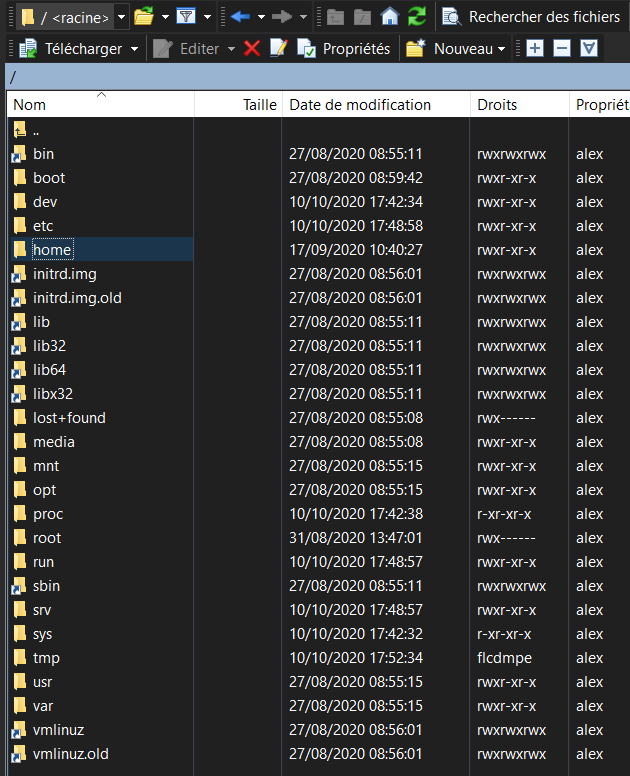 / <racine>
Rechercher des fichiers
Télécharger Editer Propriétés Nouveau
/
Nom Taille Date de modification Droits Propriét
..
bin 27/08/2020 08:55:11 rwxrwxrwx alex
boot 27/08/2020 08:59:42 rwxr-xr-x alex
dev 10/10/2020 17:42:34 rwxr-xr-x alex
etc 10/10/2020 17:48:58 rwxr-xr-x alex
home 17/09/2020 10:40:27 rwxr-xr-x alex
initrd.img 27/08/2020 08:56:01 rwxrwxrwx alex
initrd.img.old 27/08/2020 08:56:01 rwxrwxrwx alex
lib 27/08/2020 08:55:11 rwxrwxrwx alex
lib32 27/08/2020 08:55:11 rwxrwxrwx alex
lib64 27/08/2020 08:55:11 rwxrwxrwx alex
libx32 27/08/2020 08:55:11 rwxrwxrwx alex
lost+found 27/08/2020 08:55:08 rwx------ alex
media 27/08/2020 08:55:08 rwxr-xr-x alex
mnt 27/08/2020 08:55:15 rwxr-xr-x alex
opt 27/08/2020 08:55:15 rwxr-xr-x alex
proc 10/10/2020 17:42:38 r-xr-xr-x alex
root 31/08/2020 13:47:01 rwx------ alex
run 10/10/2020 17:48:57 rwxr-xr-x alex
sbin 27/08/2020 08:55:11 rwxrwxrwx alex
srv 10/10/2020 17:48:57 rwxr-xr-x alex
sys 10/10/2020 17:42:32 r-xr-xr-x alex
tmp 10/10/2020 17:52:34 flcdmpe alex
usr 27/08/2020 08:55:15 rwxr-xr-x alex
var 27/08/2020 08:55:15 rwxr-xr-x alex
vmlinuz 27/08/2020 08:56:01 rwxrwxrwx alex
vmlinuz.old 27/08/2020 08:56:01 rwxrwxrwx alex